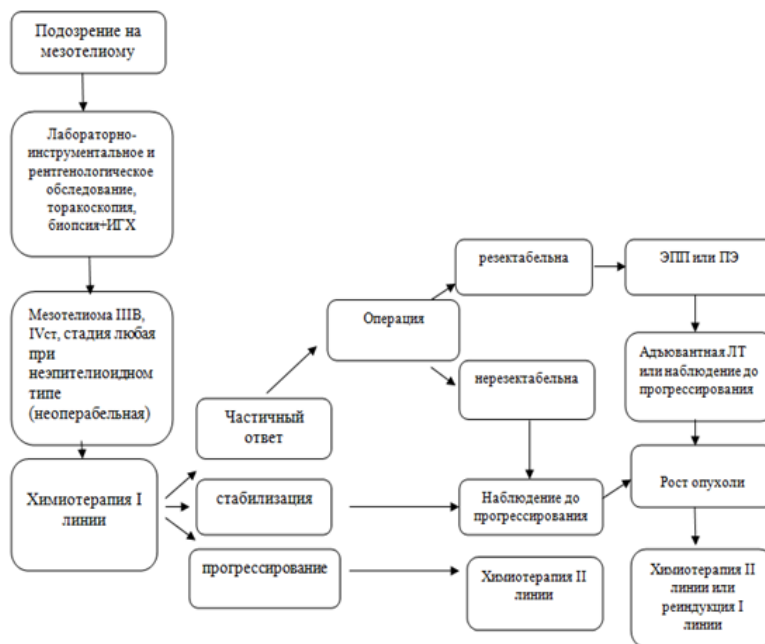 Подозрение на
мезотелиому
Лабораторно-
инструментальное и
рентгенологическое
обследование,
торакоскопия,
биопсия+ИГХ
Мезотелиома IIIB,
IVст, стадия любая
при
неэпителиоидном
типе
(неоперабельная)
Химиотерапия I
линии
Частичный
ответ
стабилизация
прогрессирование
Операция
резектабельна
нерезектабельна
Наблюдение до
прогрессирования
Химиотерапия II
линии
ЭПП или ПЭ
Адъювантная ЛТ
или наблюдение до
прогрессирования
Рост опухоли
Химиотерапия II
линии или
реиндукция I
линии